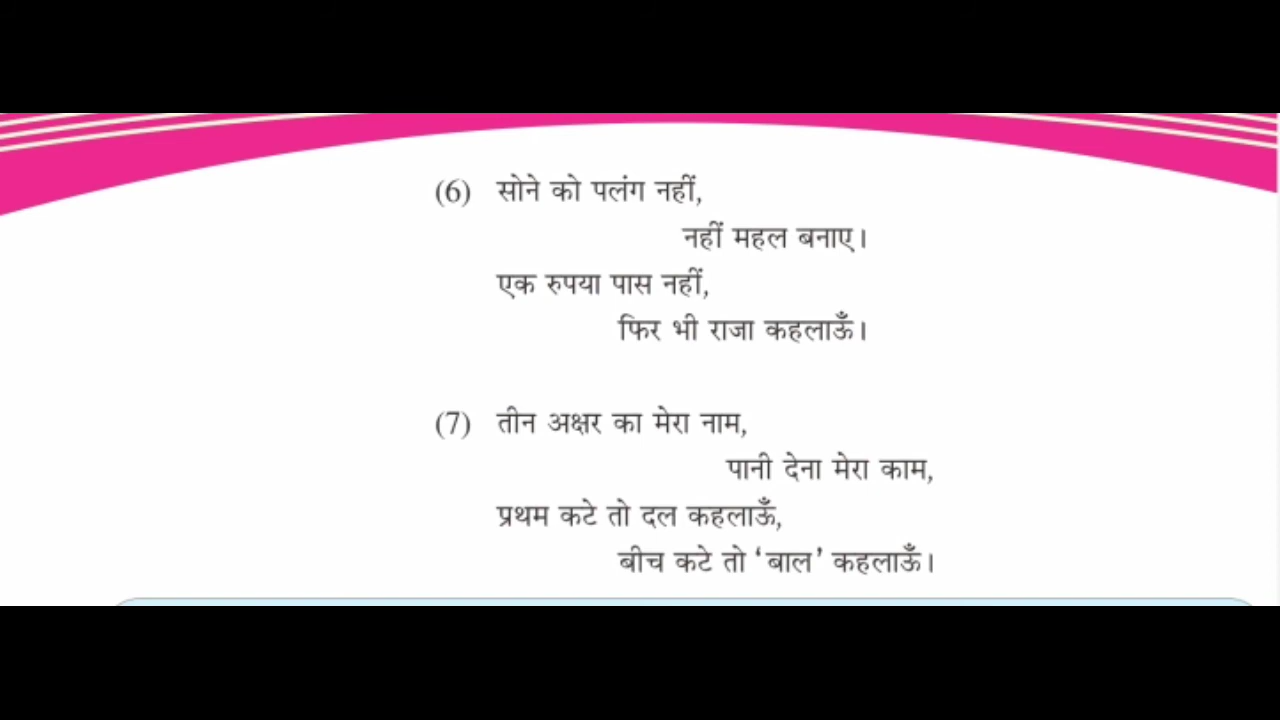 (6) सोने को पलंग नहीं,
नहीं महल बनाए।
एक रुपया पास नहीं,
फिर भी राजा कहलाऊँ।
(7) तीन अक्षर का मेरा नाम,
पानी देना मेरा काम,
प्रथम कटे तो दल कहलाऊँ,
बीच कटे तो ‘बाल’ कहलाऊँ।